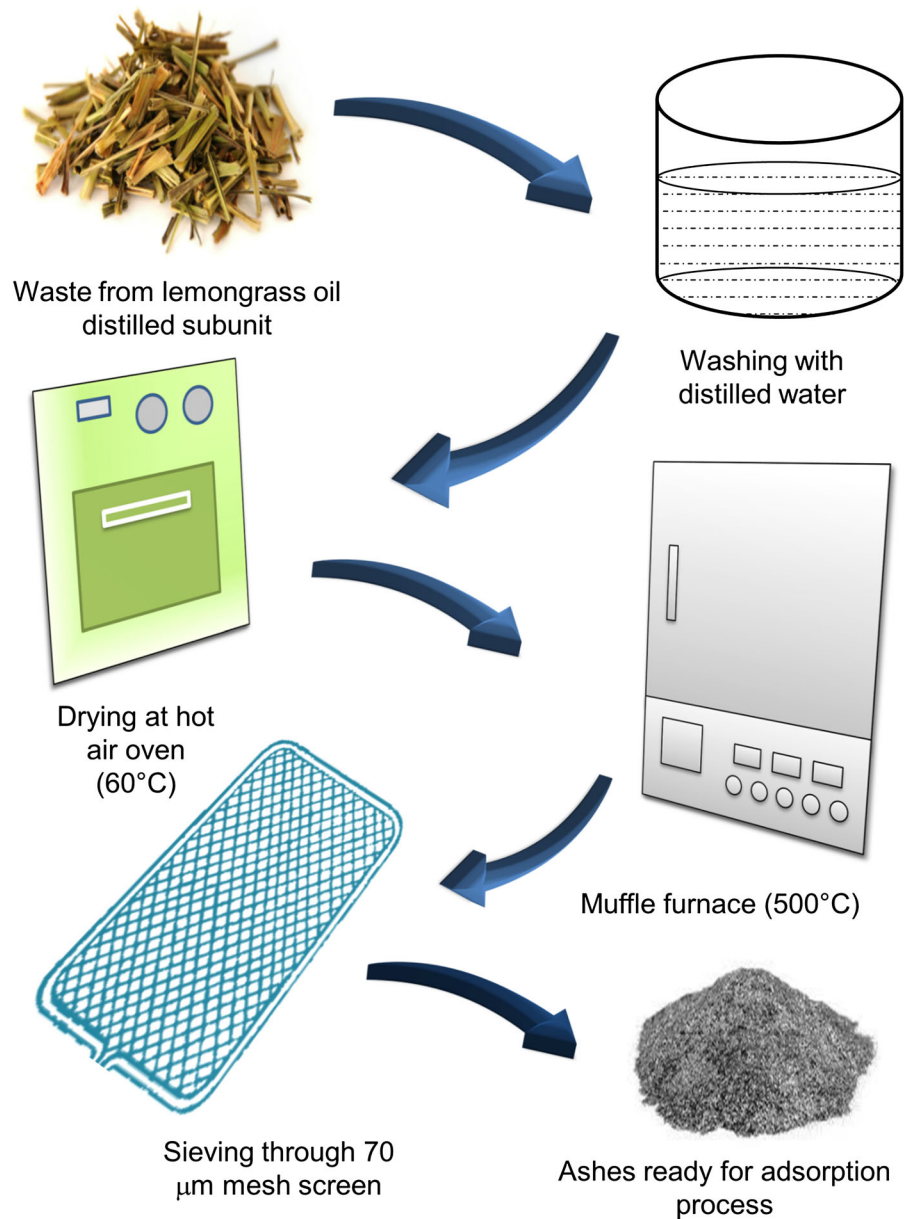 Waste from lemongrass oil
distilled subunit
Washing with
distilled water
Drying at hot
air oven
(60°C)
Muffle furnace (500°C)
Sieving through 70
μm mesh screen
Ashes ready for adsorption
process